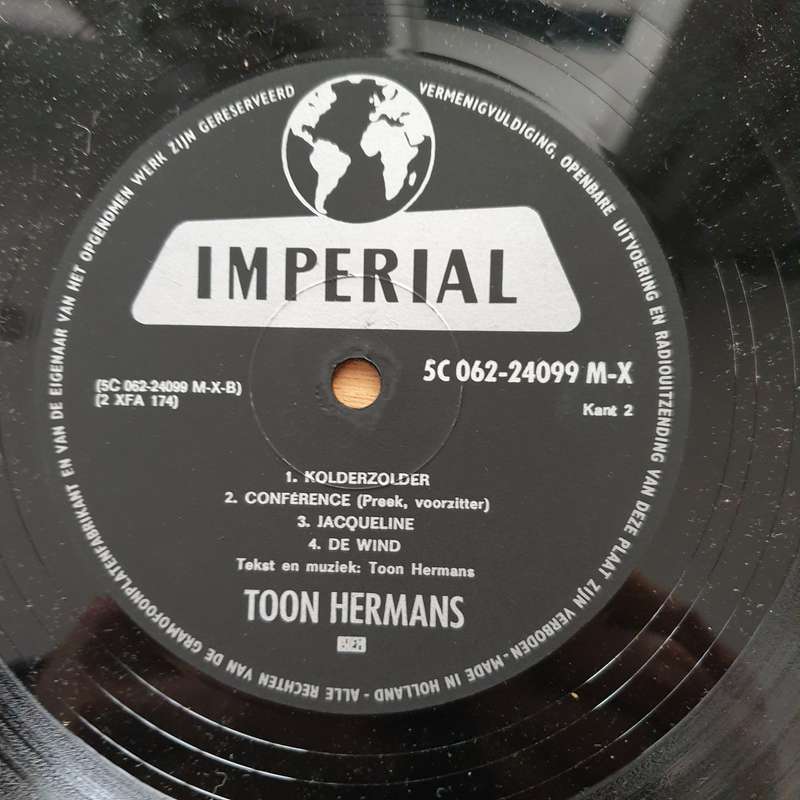 ALLE RECHTEN VAN DE GRAMOFOONPLATENFABRIKANT EN VAN DE EIGENAAR VAN HET OPGENOMEN WERK ZIJN GERESERVEERD
VERMENIGVULDIGING, OPENBARE UITVOERING EN RADIOUITZENDING VAN DEZE PLAAT ZIJN VERBODEN - MADE IN HOLLAND -
IMPERIAL
5C 062-24099 M-X
(5C 062-24099 M-X-B)
(2 XFA 174)
Kant 2
1. KOLDERZOLDER
2. CONFÉRENCE (Preek, voorzitter)
3. JACQUELINE
4. DE WIND
Tekst en muziek: Toon Hermans
TOON HERMANS